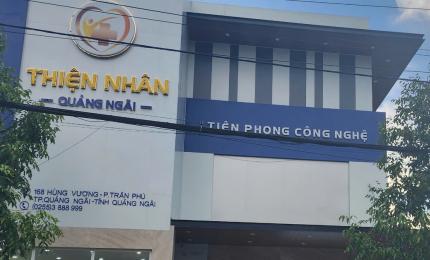 THIỆN NHÂN
QUẢNG NGÃI
TIÊN PHONG CÔNG NGHỆ
168 HÙNG VƯƠNG-P.TRẦN PHÚ
TP.QUẢNG NGÃI-TỈNH QUẢNG NGÃI
(0255)3 888 999